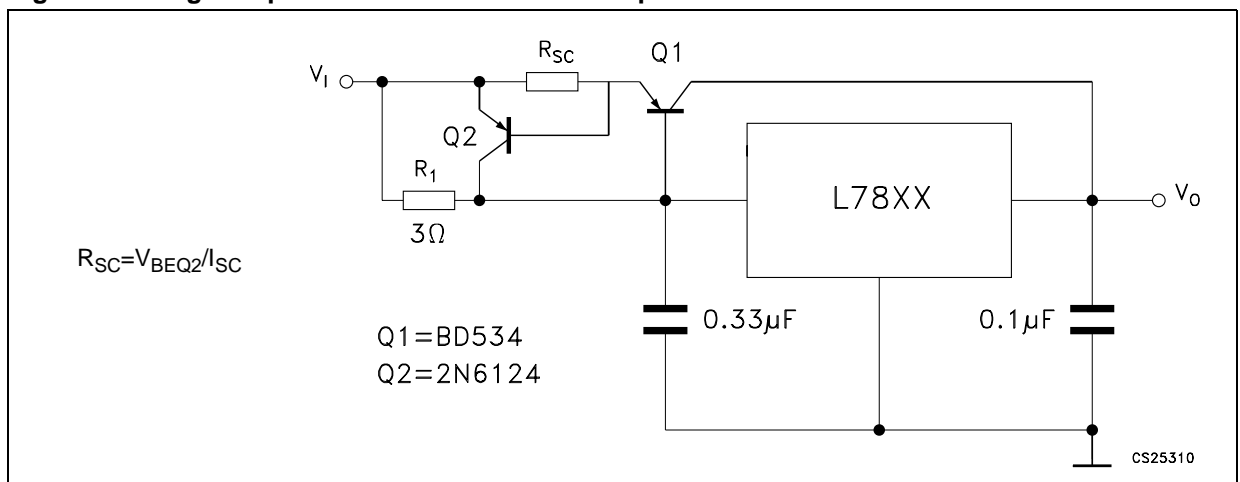 R_SC
Q1
V_I
Q2
R_1
3Ω
L78XX
V_O
R_SC=V_BEQ2/I_SC
0.33µF
0.1µF
Q1=BD534
Q2=2N6124
CS25310